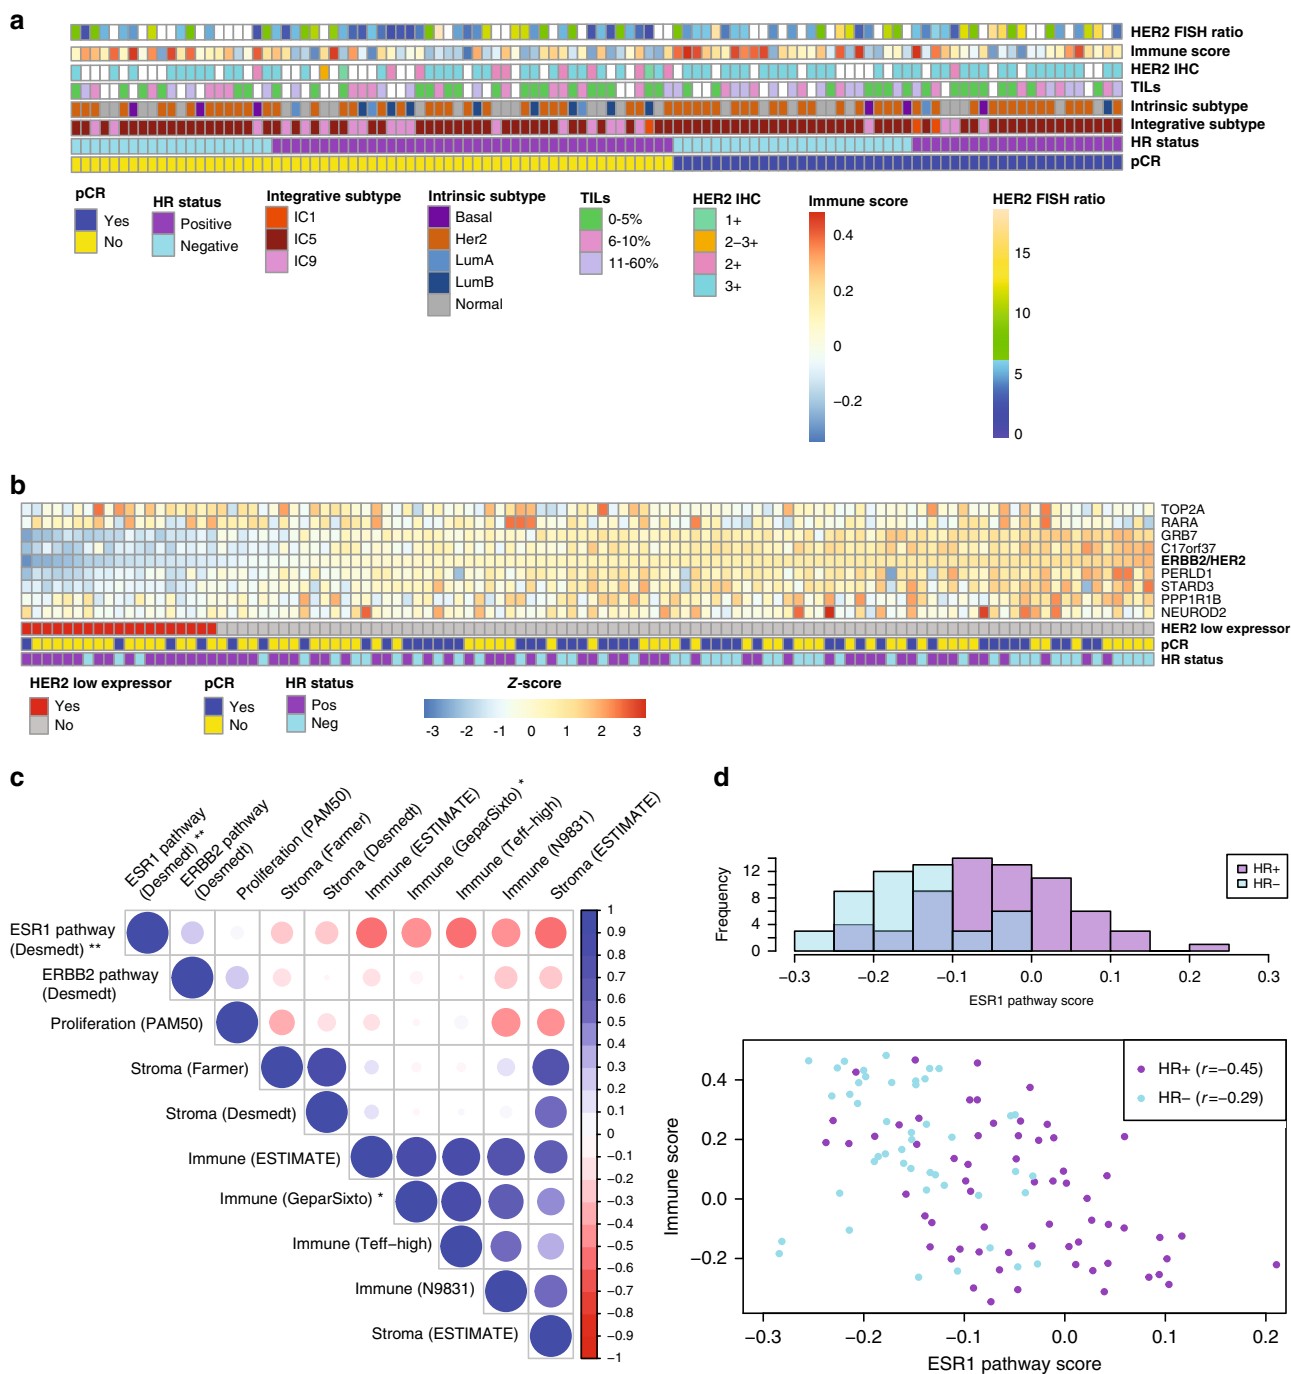 a
HER2 FISH ratio
Immune score
HER2 IHC
TILs
Intrinsic subtype
Integrative subtype
HR status
pCR
pCR
Yes
No
HR status
Positive
Negative
Integrative subtype
IC1
IC5
IC9
Intrinsic subtype
Basal
Her2
LumA
LumB
Normal
TILs
0-5%
6-10%
11-60%
HER2 IHC
1+
2−3+
2+
3+
Immune score
0.4
0.2
0
−0.2
HER2 FISH ratio
15
10
5
0
b
TOP2A
RARA
GRB7
C17orf37
ERBB2/HER2
PERLD1
STARD3
PPP1R1B
NEUROD2
HER2 low expressor
pCR
HR status
HER2 low expressor
Yes
No
pCR
Yes
No
HR status
Pos
Neg
Z-score
-3 -2 -1 0 1 2 3
c
ESR1 pathway
(Desmedt) **
ERBB2 pathway
(Desmedt)
Proliferation (PAM50)
Stroma (Farmer)
Stroma (Desmedt)
Immune (ESTIMATE)
Immune (GeparSixto) *
Immune (Teff−high)
Immune (N9831)
Stroma (ESTIMATE)
ESR1 pathway
(Desmedt) **
ERBB2 pathway
(Desmedt)
Proliferation (PAM50)
Stroma (Farmer)
Stroma (Desmedt)
Immune (ESTIMATE)
Immune (GeparSixto) *
Immune (Teff−high)
Immune (N9831)
Stroma (ESTIMATE)
1
0.9
0.8
0.7
0.6
0.5
0.4
0.3
0.2
0.1
0
−0.1
−0.2
−0.3
−0.4
−0.5
−0.6
−0.7
−0.8
−0.9
−1
d
Frequency
12
8
4
0
−0.3 −0.2 −0.1 0.0 0.1 0.2 0.3
ESR1 pathway score
HR+
HR−
Immune score
0.4
0.2
0.0
−0.2
HR+ (r=−0.45)
HR− (r=−0.29)
−0.3 −0.2 −0.1 0.0 0.1 0.2
ESR1 pathway score